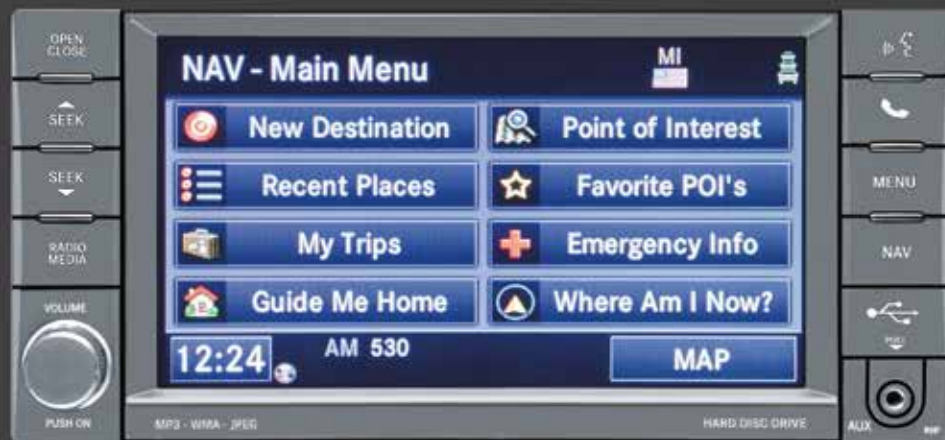 OPEN
CLOSE
SEEK
SEEK
RADIO
MEDIA
VOLUME
PUSH ON
NAV - Main Menu
MI
New Destination
Point of Interest
Recent Places
Favorite POI's
My Trips
Emergency Info
Guide Me Home
Where Am I Now?
12:24
AM 530
MAP
MP3 - WMA - JPEG
HARD DISC DRIVE
MENU
NAV
AUX